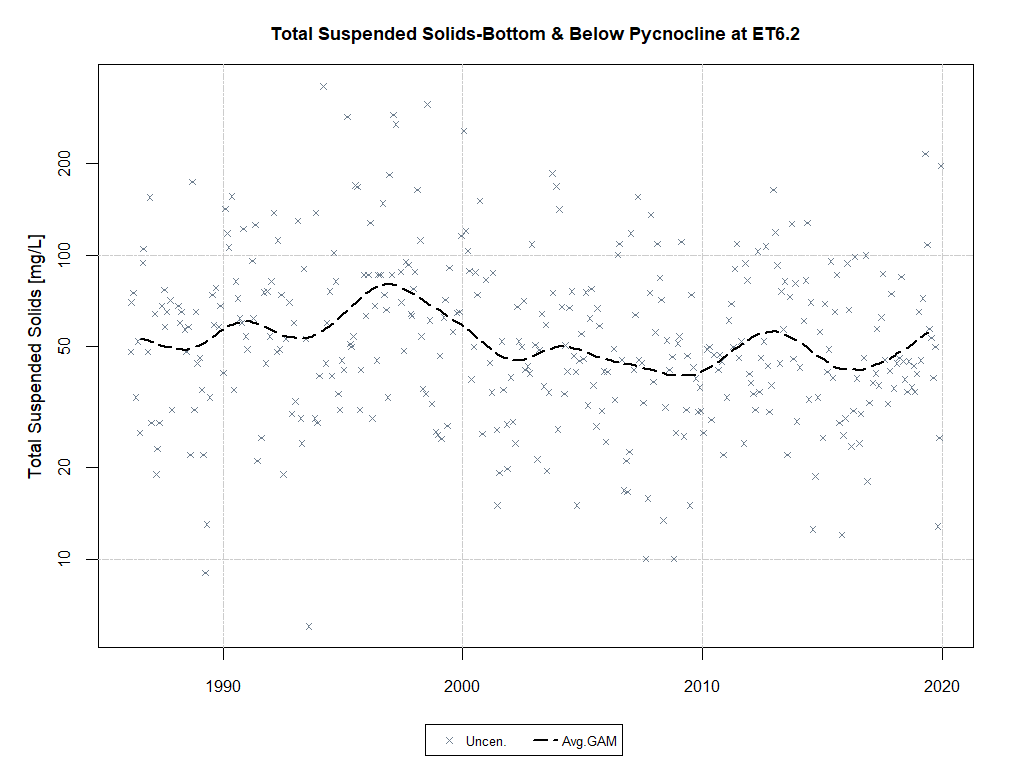 Total Suspended Solids-Bottom & Below Pycnocline at ET6.2
Total Suspended Solids [mg/L]
200
100
50
20
10
1990 2000 2010 2020
Uncen. Avg.GAM